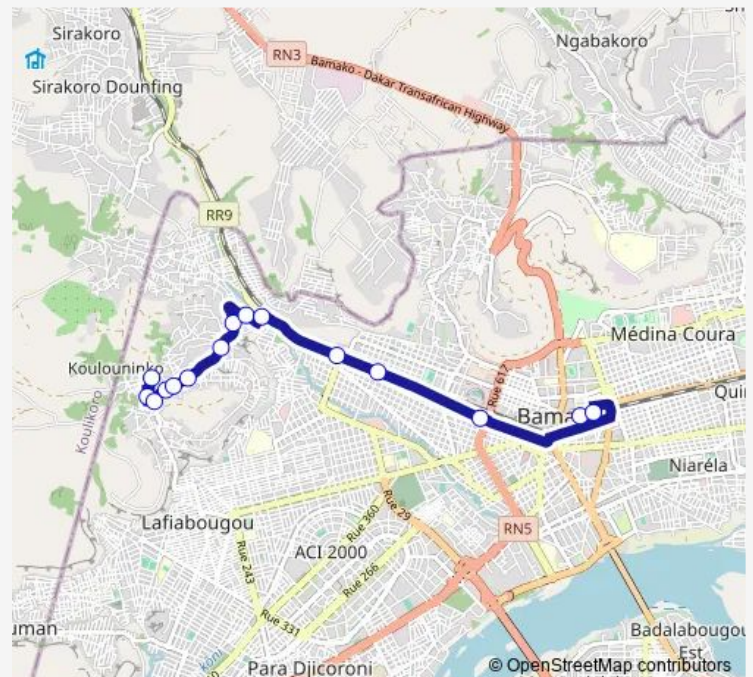 Sirakoro
Ngabakoro
RN3
Bamako - Dakar Transafrican Highway
Sirakoro Dounfing
RR9
Médina Coura
Koulouninko
Rue 617
Koulikoro
Bama
Qui
Niaréla
Lafiabougou
Rue 360
Rue 29
RN5
ACI 2000
Rue 243
Rue 266
Rue 331
uman
Badalabougou
Est
Para Djicoroni
© OpenStreetMap contributors